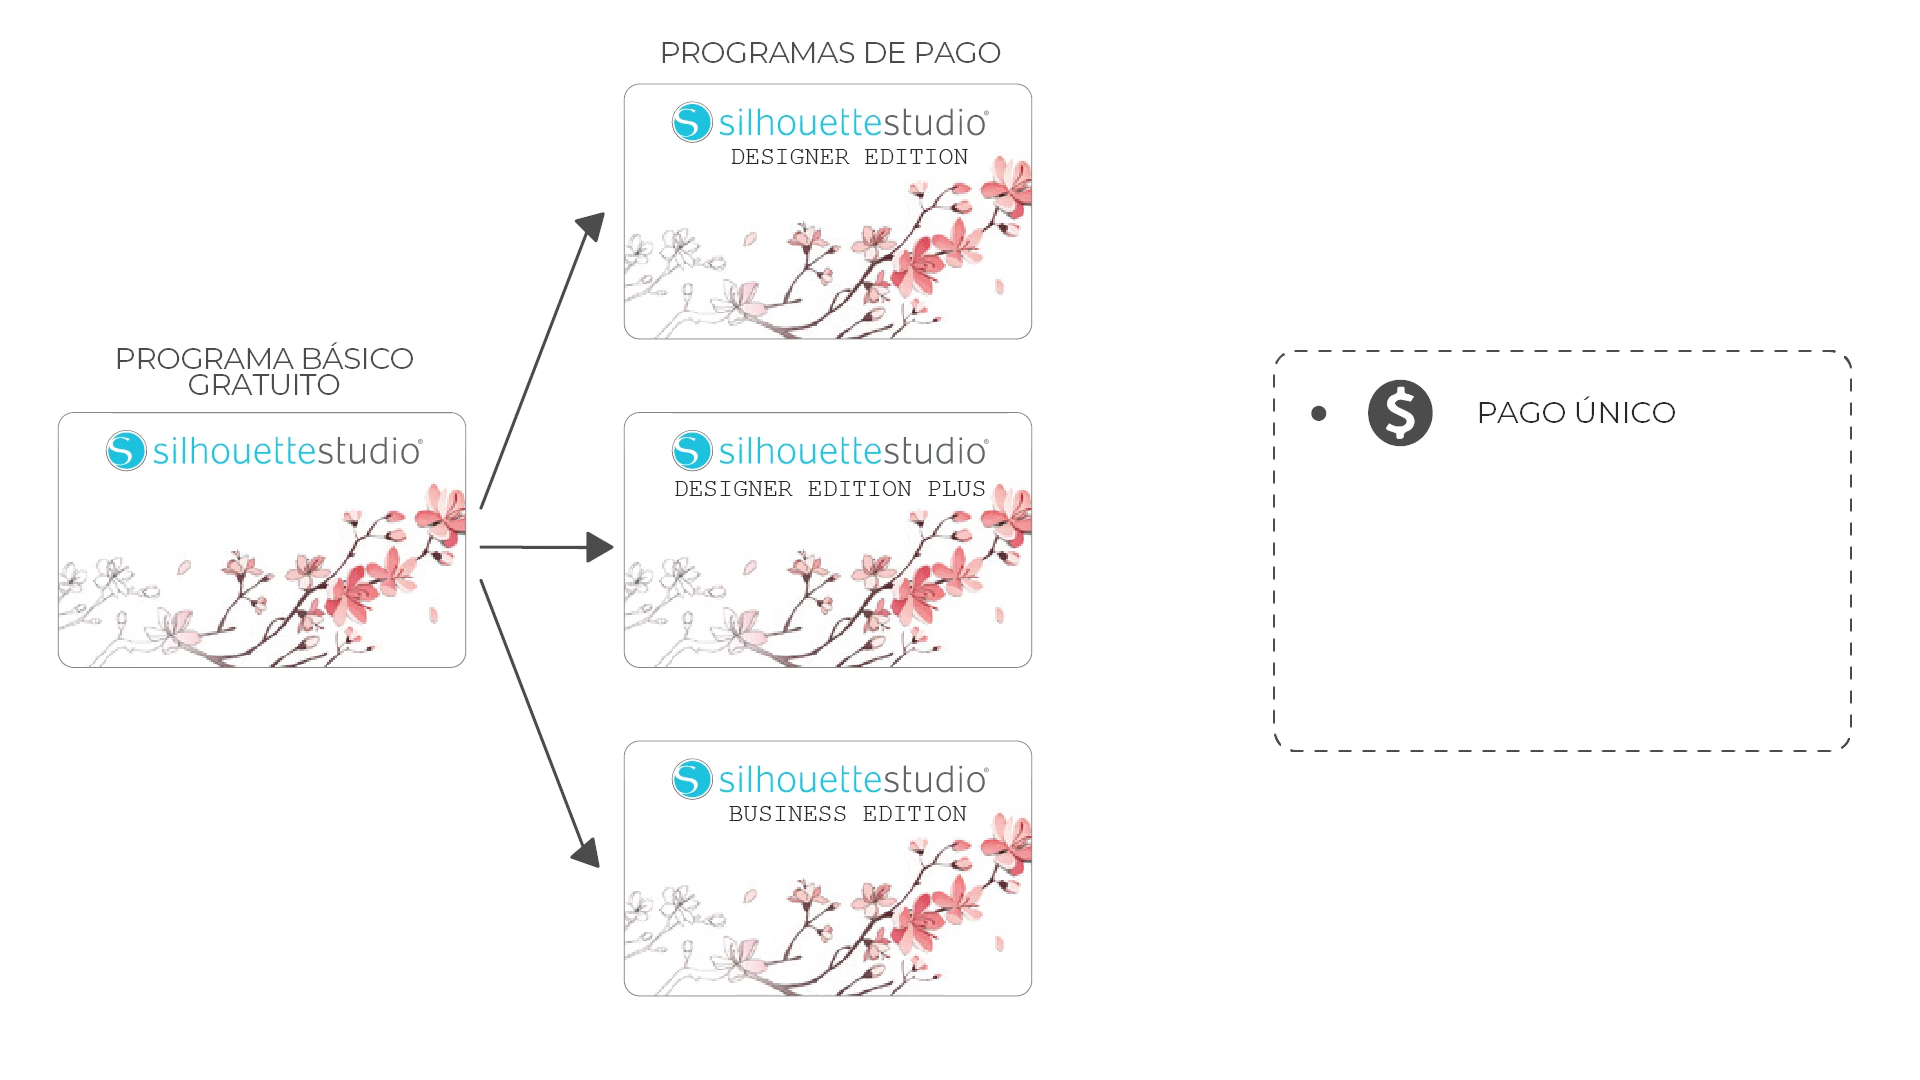 PROGRAMAS DE PAGO
silhouettestudio®
DESIGNER EDITION
PROGRAMA BÁSICO
GRATUITO
silhouettestudio®
silhouettestudio®
DESIGNER EDITION PLUS
silhouettestudio®
BUSINESS EDITION
$ PAGO ÚNICO